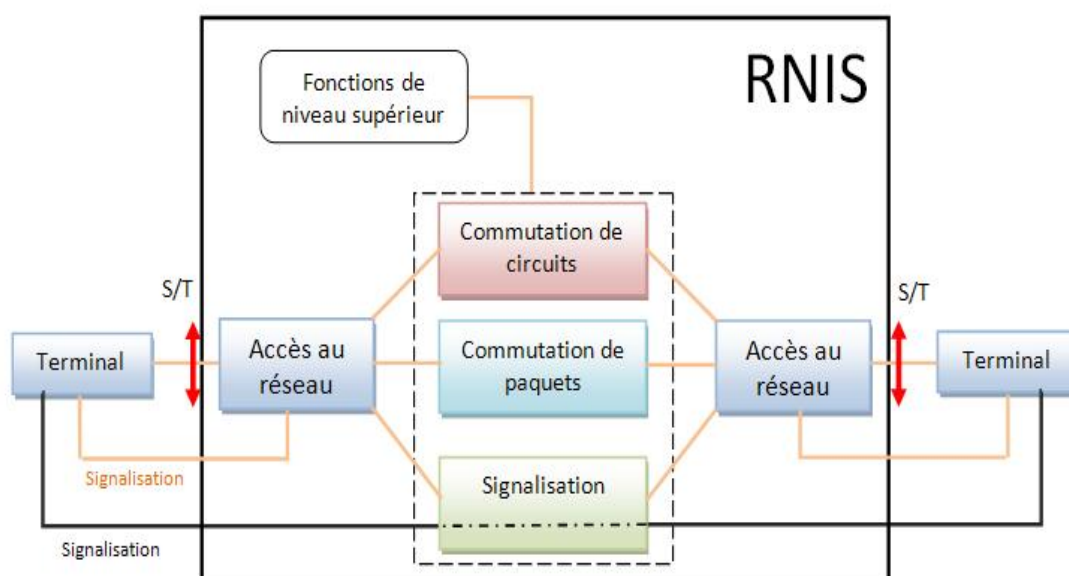 RNIS
Fonctions de
niveau supérieur
Commutation de
circuits
S/T
S/T
Terminal
Accès au
réseau
Commutation de
paquets
Accès au
réseau
Terminal
Signalisation
Signalisation
Signalisation